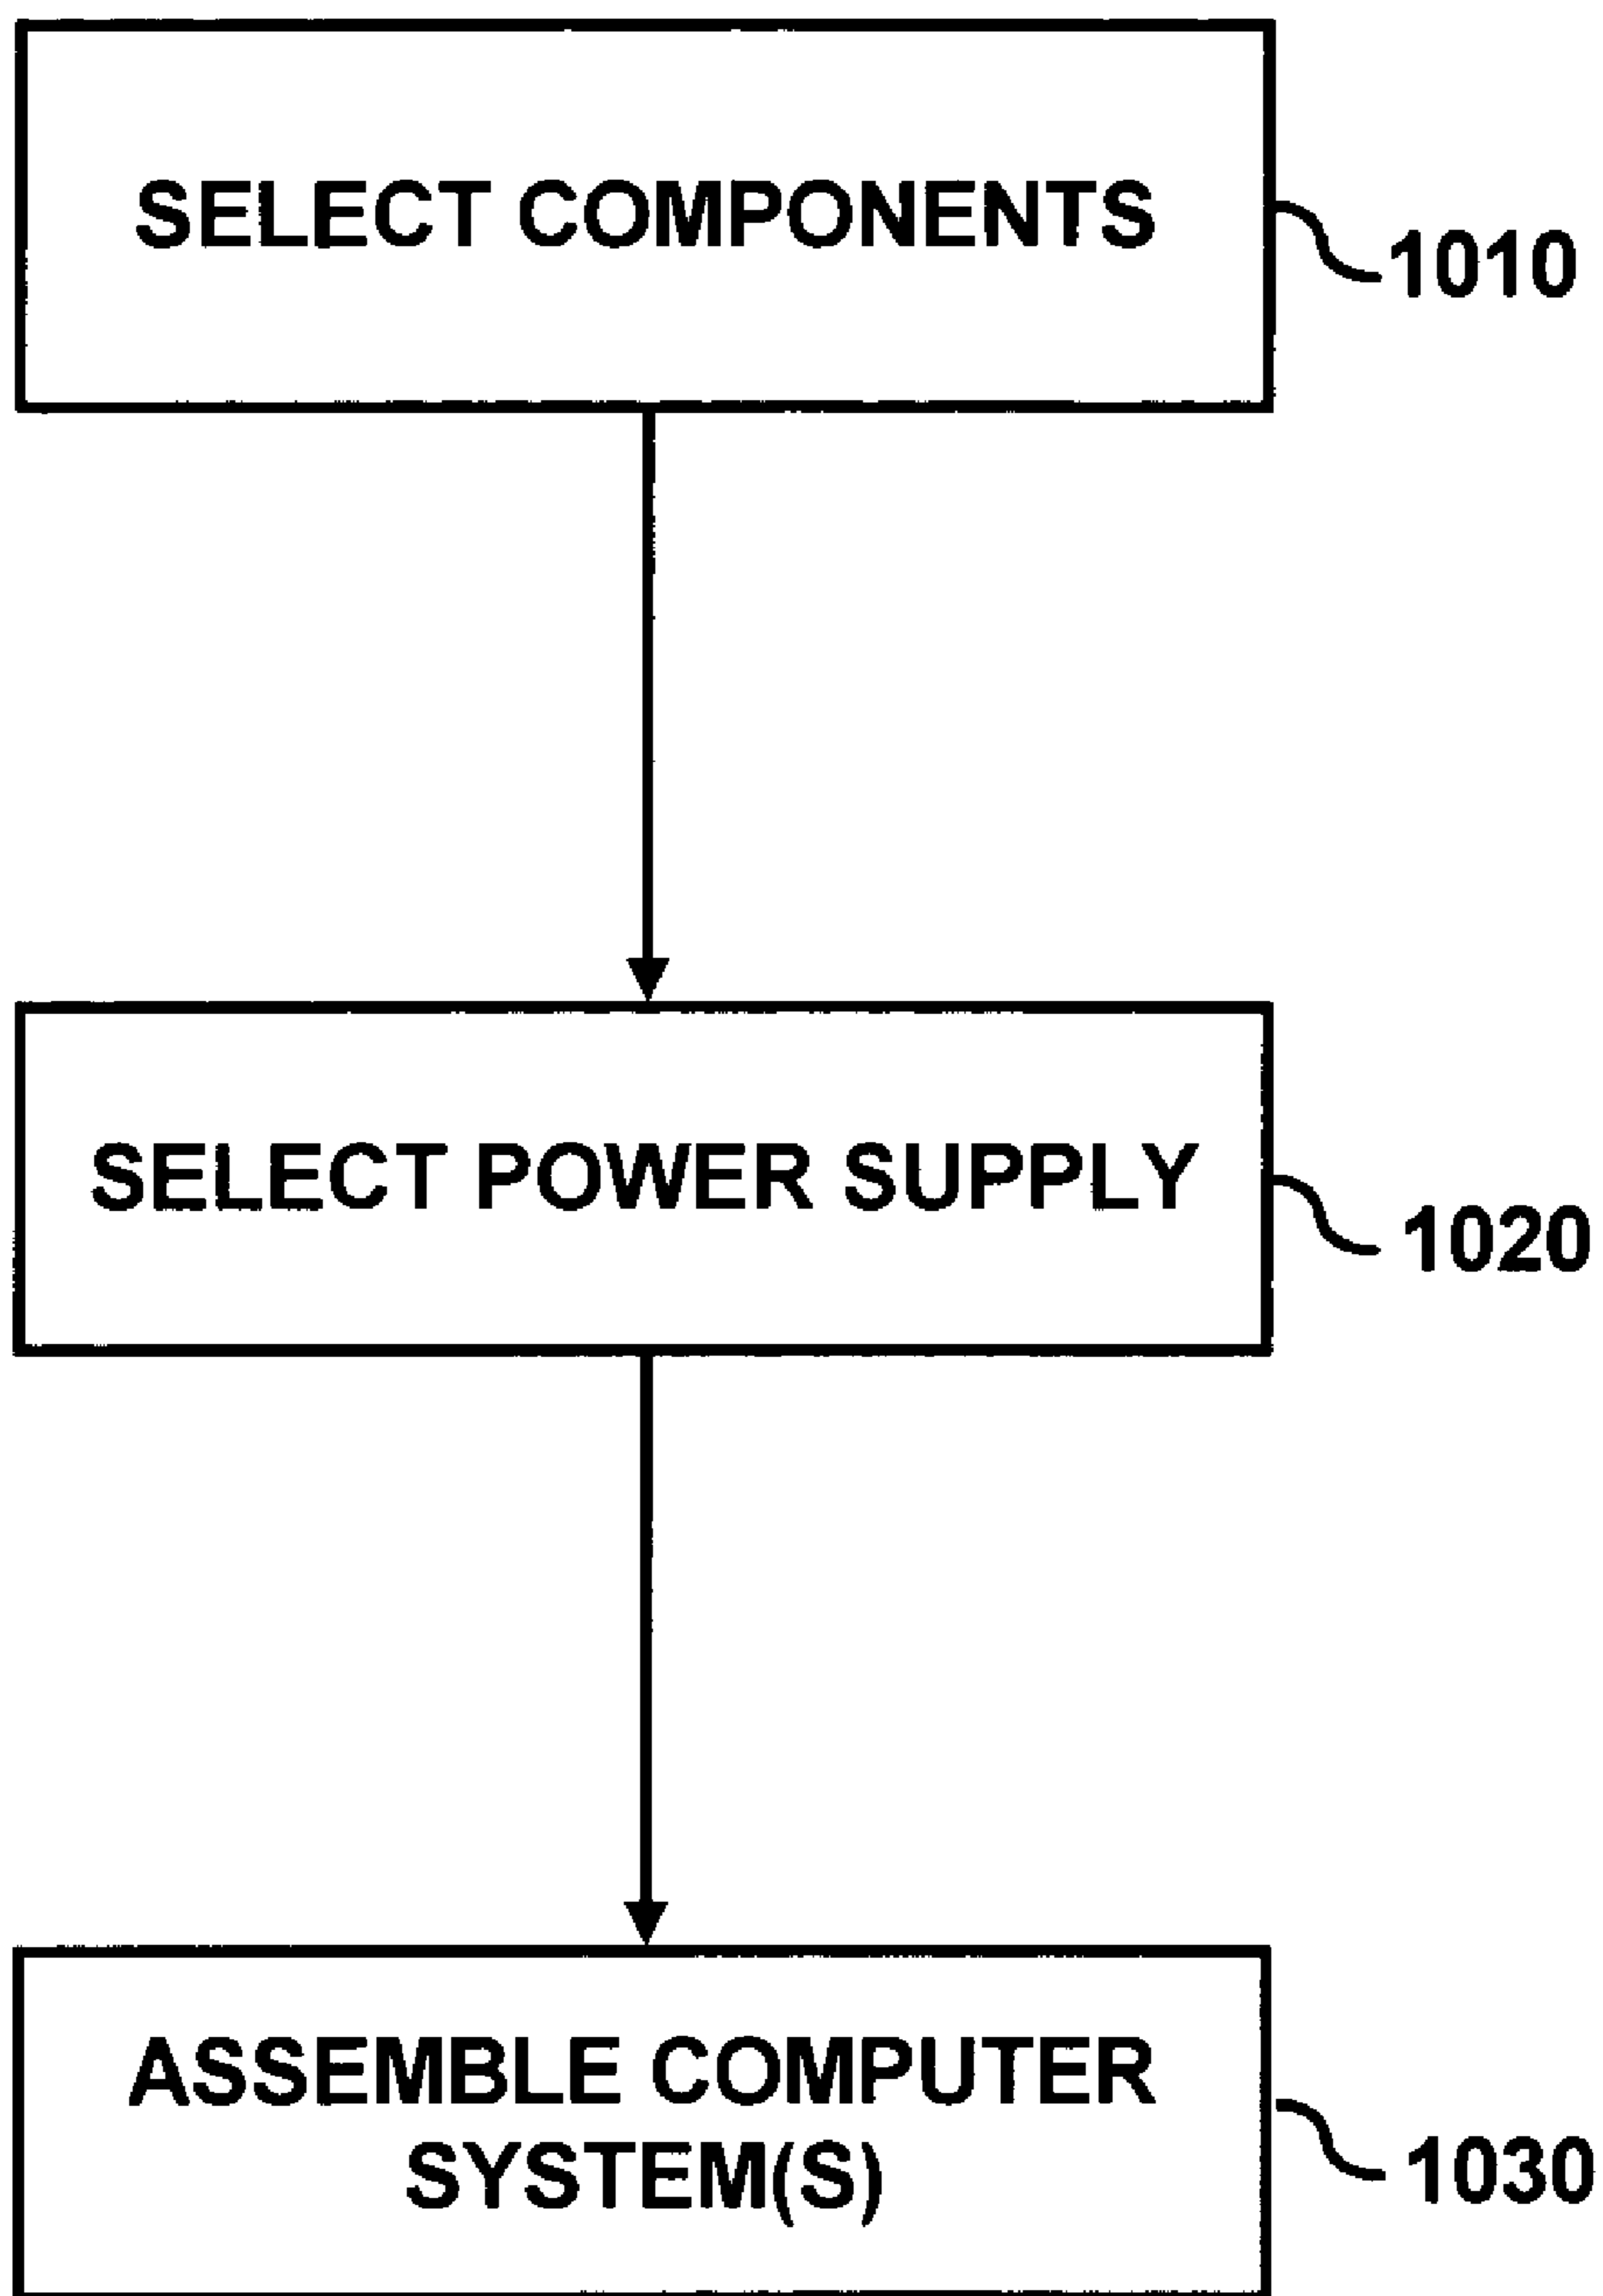 SELECT COMPONENTS
1010
SELECT POWER SUPPLY
1020
ASSEMBLE COMPUTER
SYSTEM(S)
1030